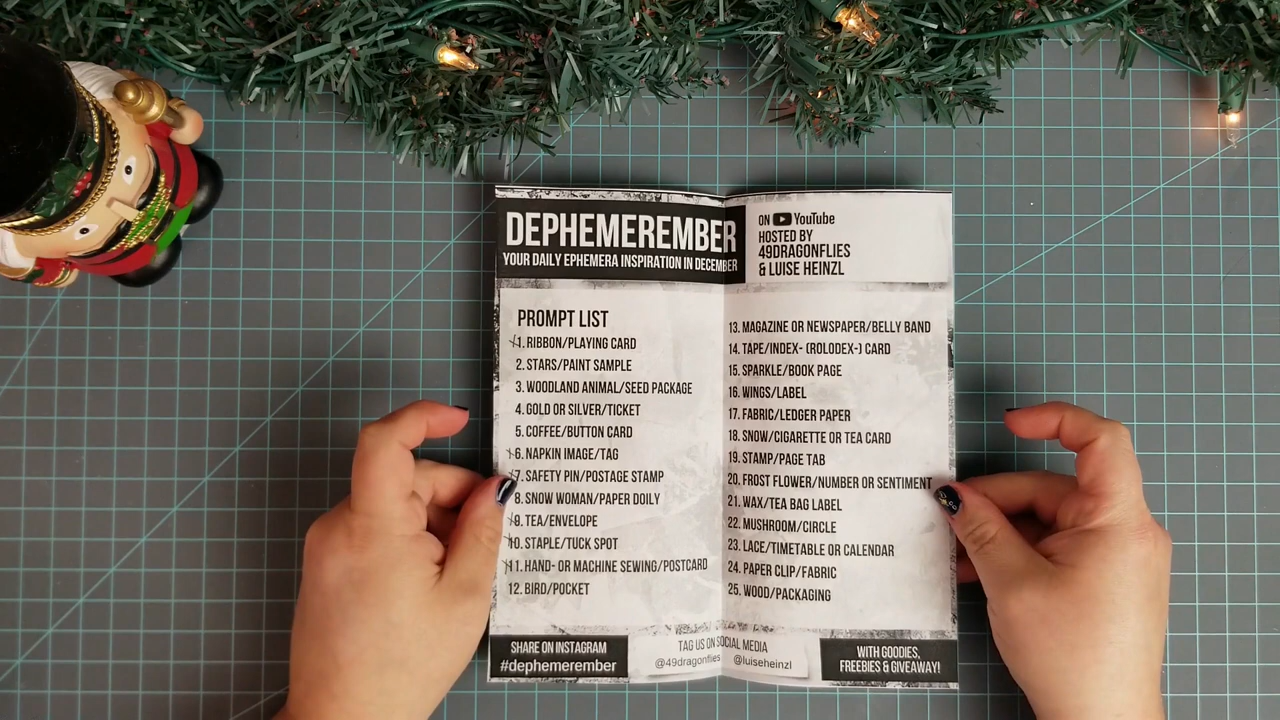 DEPHEMEREMBER
YOUR DAILY EPHEMERA INSPIRATION IN DECEMBER
ON YouTube
HOSTED BY
49DRAGONFLIES
& LUISE HEINZL
PROMPT LIST
1. RIBBON/PLAYING CARD
2. STARS/PAINT SAMPLE
3. WOODLAND ANIMAL/SEED PACKAGE
4. GOLD OR SILVER/TICKET
5. COFFEE/BUTTON CARD
6. NAPKIN IMAGE/TAG
7. SAFETY PIN/POSTAGE STAMP
8. SNOW WOMAN/PAPER DOILY
9. TEA/ENVELOPE
10. STAPLE/TUCK SPOT
11. HAND- OR MACHINE SEWING/POSTCARD
12. BIRD/POCKET
13. MAGAZINE OR NEWSPAPER/BELLY BAND
14. TAPE/INDEX- (ROLODEX-) CARD
15. SPARKLE/BOOK PAGE
16. WINGS/LABEL
17. FABRIC/LEDGER PAPER
18. SNOW/CIGARETTE OR TEA CARD
19. STAMP/PAGE TAB
20. FROST FLOWER/NUMBER OR SENTIMENT
21. WAX/TEA BAG LABEL
22. MUSHROOM/CIRCLE
23. LACE/TIMETABLE OR CALENDAR
24. PAPER CLIP/FABRIC
25. WOOD/PACKAGING
SHARE ON INSTAGRAM
#dephemerember
TAG US ON SOCIAL MEDIA
@49dragonflies @luiseheinzl
WITH GOODIES,
FREEBIES & GIVEAWAY!